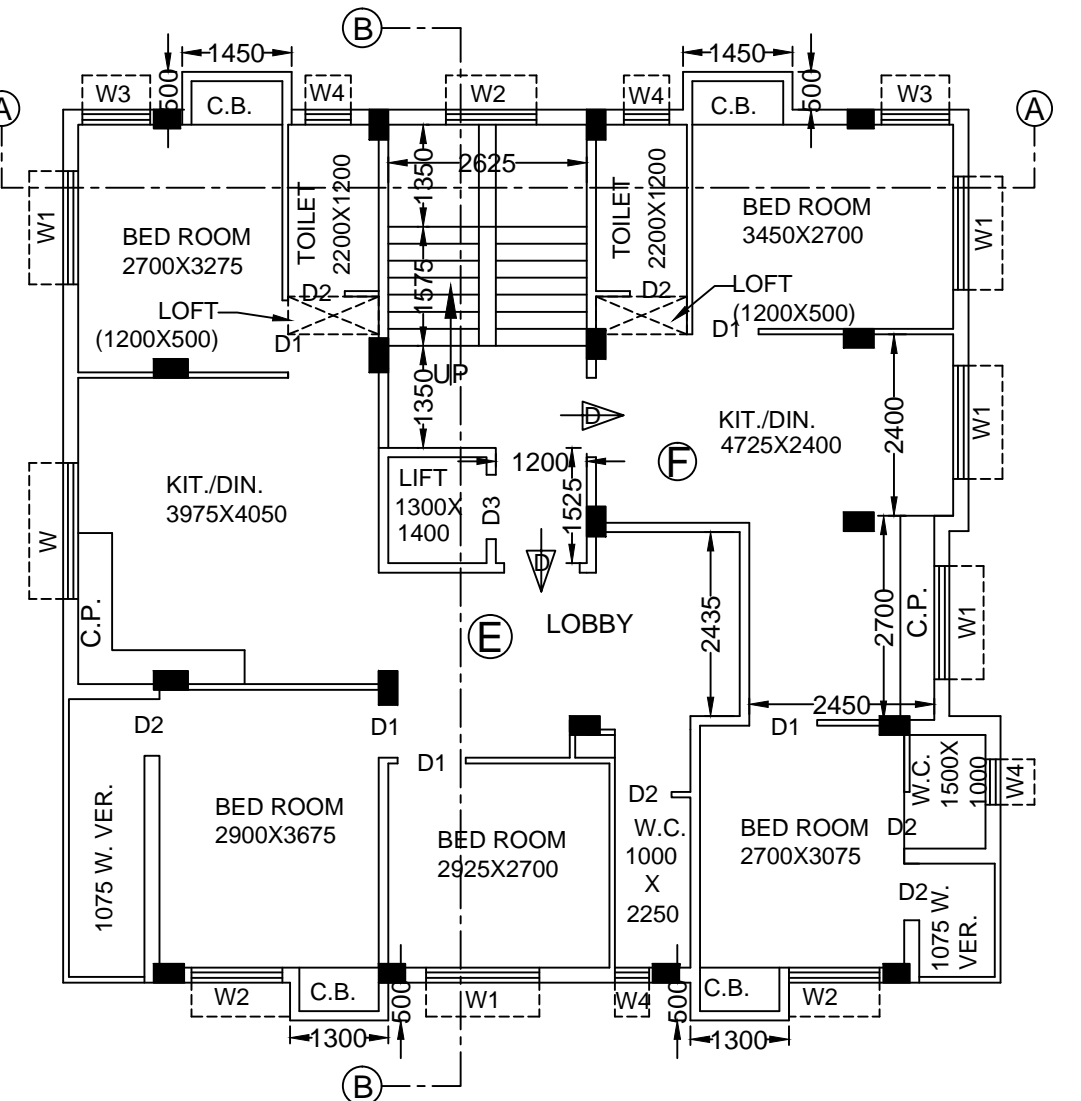 B
1450
1450
500
500
W3
C.B.
W4
W2
W4
C.B.
W3
A
A
1350
2625
TOILET
2200X1200
TOILET
2200X1200
W1
W1
BED ROOM
2700X3275
BED ROOM
3450X2700
1575
D2
D2
LOFT
(1200X500)
LOFT
(1200X500)
D1
D1
UP
1350
D
KIT./DIN.
4725X2400
2400
W1
KIT./DIN.
3975X4050
LIFT
1300X
1400
D3
1200
1525
F
W
D
C.P.
E
LOBBY
2435
2700
C.P.
W1
2450
D2
D1
D1
D1
W.C.
1500X
1000
W4
1075 W. VER.
BED ROOM
2900X3675
BED ROOM
2925X2700
D2
W.C.
1000
X
2250
BED ROOM
2700X3075
D2
D2
1075 W.
VER.
W2
C.B.
500
W1
W4
500
C.B.
W2
1300
1300
B